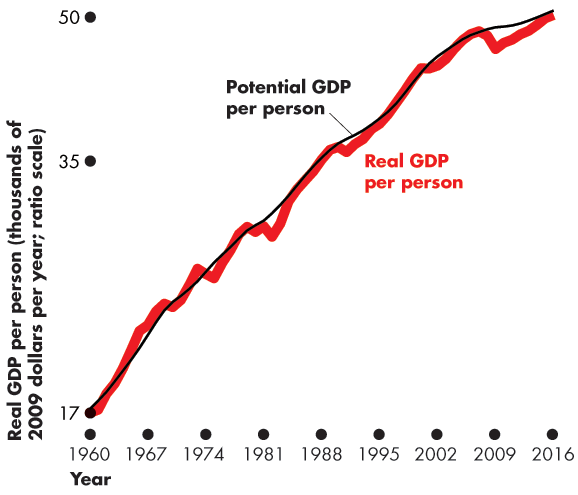 Real GDP per person (thousands of
2009 dollars per year; ratio scale)
50
35
17
Potential GDP
per person
Real GDP
per person
1960 1967 1974 1981 1988 1995 2002 2009 2016
Year